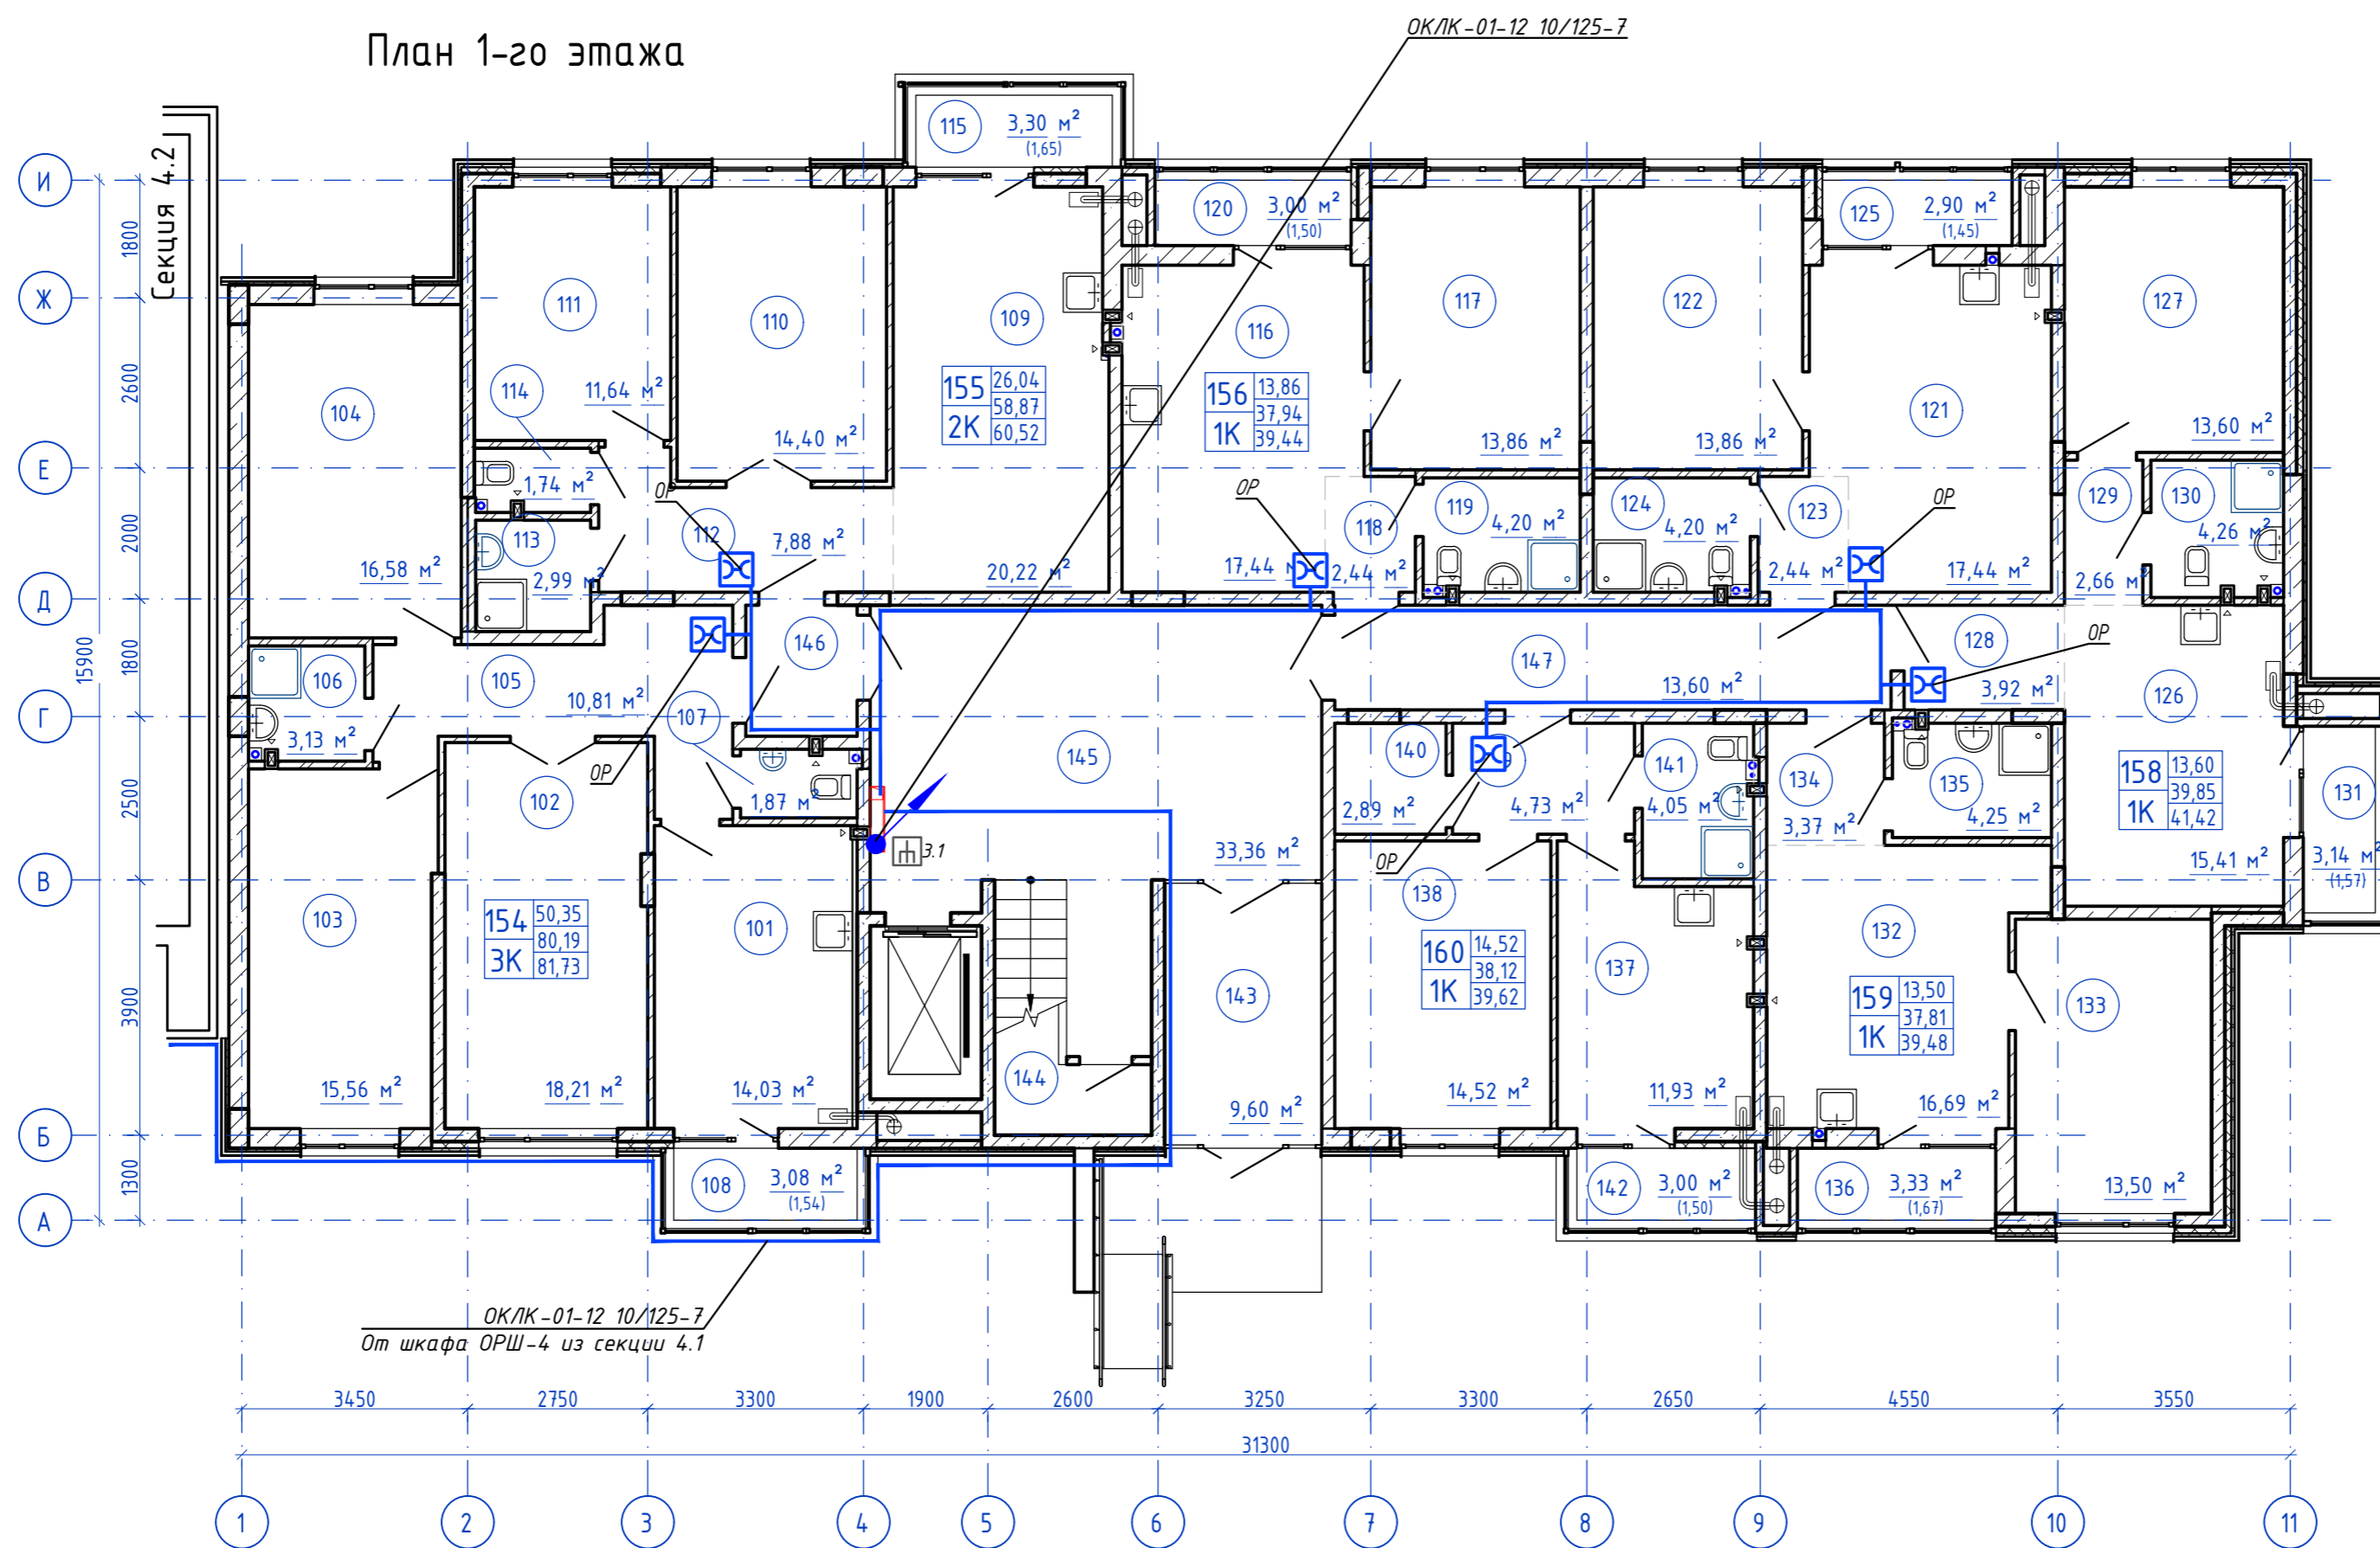 План 1-го этажа
ОКЛК-01-12 10/125-7
Секция 4.2
115
3,30 м²
(1,65)
И
120
3,00 м²
(1,50)
125
2,90 м²
(1,45)
1800
Ж
111
110
109
116
117
122
127
104
114
11,64 м²
14,40 м²
155
26,04
58,87
2К
60,52
156
13,86
37,94
1К
39,44
13,86 м²
13,86 м²
121
13,60 м²
2600
Е
1,74 м²
ОР
ОР
ОР
119
4,20 м²
124
4,20 м²
123
129
130
4,26 м²
113
112
7,88 м²
118
2000
16,58 м²
2,99 м²
20,22 м²
17,44 м²
2,44 м²
2,44 м²
17,44 м²
2,66 м²
Д
15900
1800
106
105
10,81 м²
107
146
147
13,60 м²
128
ОР
3,92 м²
126
Г
3,13 м²
ОР
145
140
141
134
135
158
13,60
39,85
1К
41,42
131
2500
102
1,87 м²
2,89 м²
4,73 м²
4,05 м²
3,37 м²
4,25 м²
3.1
33,36 м²
ОР
15,41 м²
3,14 м²
(1,57)
В
103
154
50,35
80,19
3К
81,73
101
138
132
160
14,52
38,12
1К
39,62
137
143
159
13,50
37,81
1К
39,48
133
3900
144
15,56 м²
18,21 м²
14,03 м²
9,60 м²
14,52 м²
11,93 м²
16,69 м²
Б
1300
108
3,08 м²
(1,54)
142
3,00 м²
(1,50)
136
3,33 м²
(1,67)
13,50 м²
А
ОКЛК-01-12 10/125-7
От шкафа ОРШ-4 из секции 4.1
3450
2750
3300
1900
2600
3250
3300
2650
4550
3550
31300
1
2
3
4
5
6
7
8
9
10
11